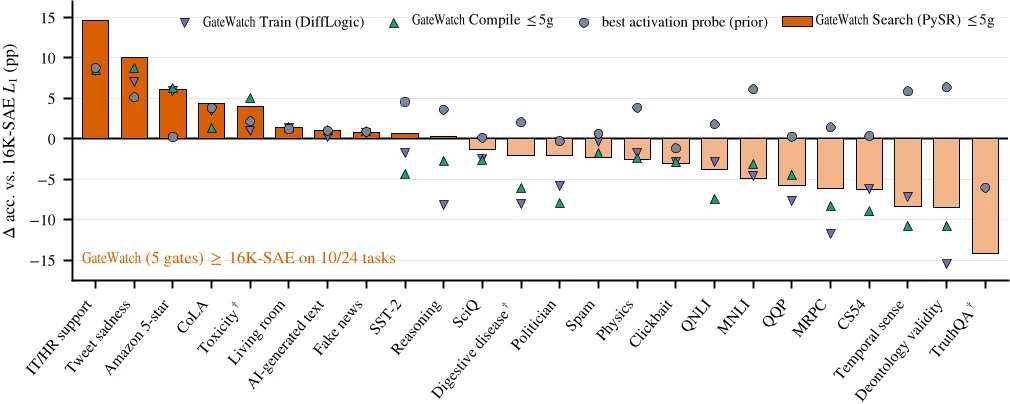 GateWatch Train (DiffLogic)
GateWatch Compile ≤5g
best activation probe (prior)
GateWatch Search (PySR) ≤5g
Δ acc. vs. 16K-SAE L1 (pp)
15
10
5
0
−5
−10
−15
GateWatch (5 gates) ≥ 16K-SAE on 10/24 tasks
IT/HR support
Tweet sadness
Amazon 5-star
CoLA
Toxicity†
Living room
AI-generated text
Fake news
SST-2
Reasoning
SciQ
Digestive disease†
Politician
Spam
Physics
Clickbait
QNLI
MNLI
QQP
MRPC
CS54
Temporal sense
Deontology validity
TruthQA†